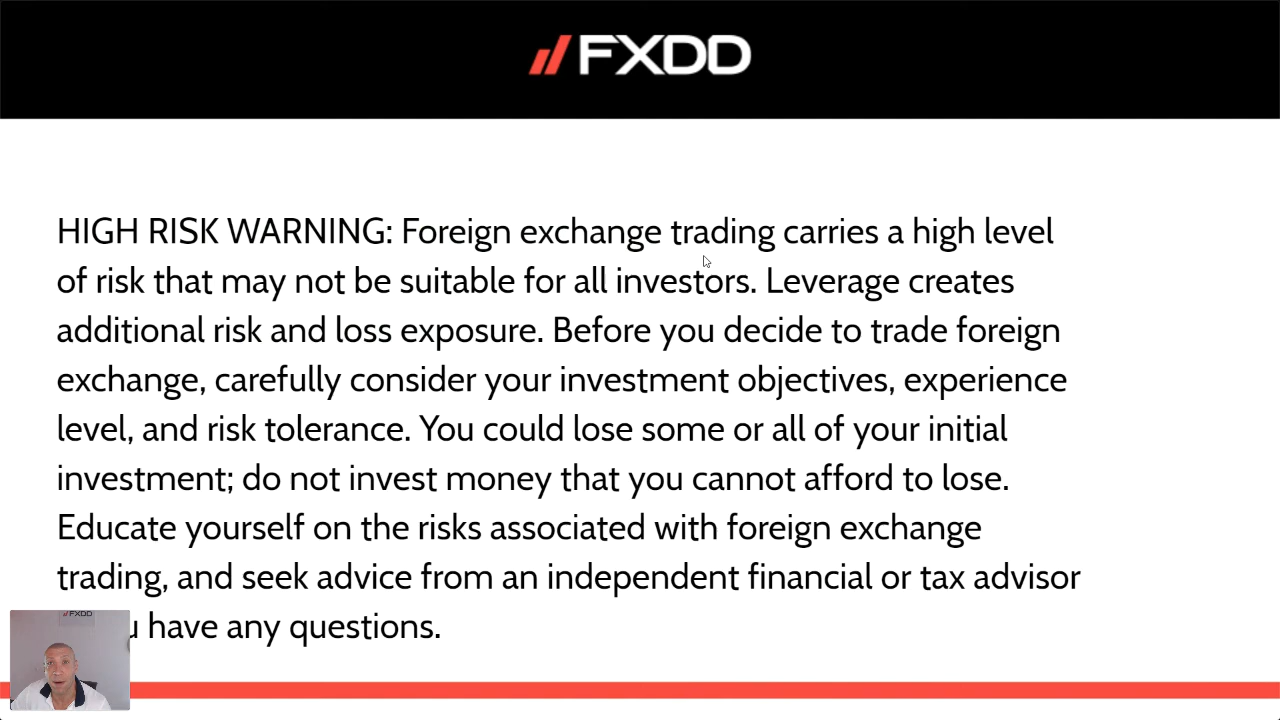 FXDD
HIGH RISK WARNING: Foreign exchange trading carries a high level
of risk that may not be suitable for all investors. Leverage creates
additional risk and loss exposure. Before you decide to trade foreign
exchange, carefully consider your investment objectives, experience
level, and risk tolerance. You could lose some or all of your initial
investment; do not invest money that you cannot afford to lose.
Educate yourself on the risks associated with foreign exchange
trading, and seek advice from an independent financial or tax advisor
have any questions.
FXDD